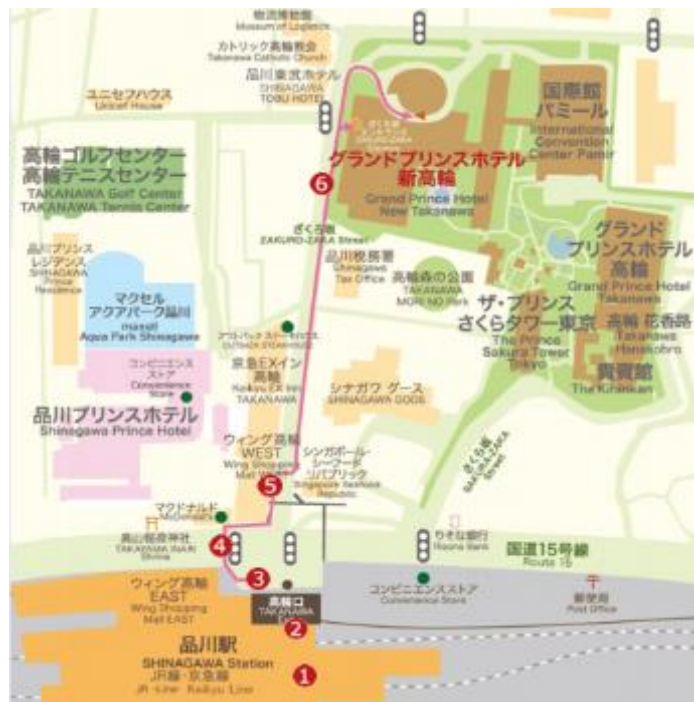 物流博物館
Museum of Logistics
カトリック高輪教会
Takanawa Catholic Church
品川東武ホテル
SHINAGAWA
TOBU HOTEL
ユニセフハウス
Unicef House
国際館
パミール
International
Convention
Center Pamir
高輪ゴルフセンター
高輪テニスセンター
TAKANAWA Golf Center
TAKANAWA Tennis Center
グランドプリンスホテル
新高輪
Grand Prince Hotel
New Takanawa
6
ざくろ坂
ZAKURO-ZAKA Street
品川プリンス
レジデンス
SHINAGAWA
Prince
Residence
品川税務署
Shinagawa
Tax Office
高輪森の公園
TAKANAWA
MORI NO Park
グランド
プリンスホテル
高輪
Grand Prince Hotel
Takanawa
マクセル
アクアパーク品川
maxell
Aqua Park Shinagawa
ザ・プリンス
さくらタワー東京
The Prince
Sakura Tower
Tokyo
高輪 花香路
Takanawa
Hanakohro
貴賓館
The Kihinkan
コンビニエンス
ストア
Convenience
Store
京急EXイン
高輪
Keikyu EX Inn
TAKANAWA
シナガワ グース
SHINAGAWA GOOS
品川プリンスホテル
Shinagawa Prince Hotel
ウィング高輪
WEST
Wing Shopping
シンガポール・
シーフード
リパブリック
Singapore Seafood
Republic
さくら坂
SAKURA-ZAKA
Street
5
マクドナルド
McDonald's
高山稲荷神社
TAKAYAMA INARI
Shrine
4
りそな銀行
Resona Bank
国道15号線
Route 15
3
ウィング高輪
EAST
Wing Shopping
Mall EAST
高輪口
TAKANAWA
コンビニエンスストア
Convenience Store
郵便局
Post Office
2
品川駅
SHINAGAWA Station
JR線・京急線
JR-Line Keikyu Line
1